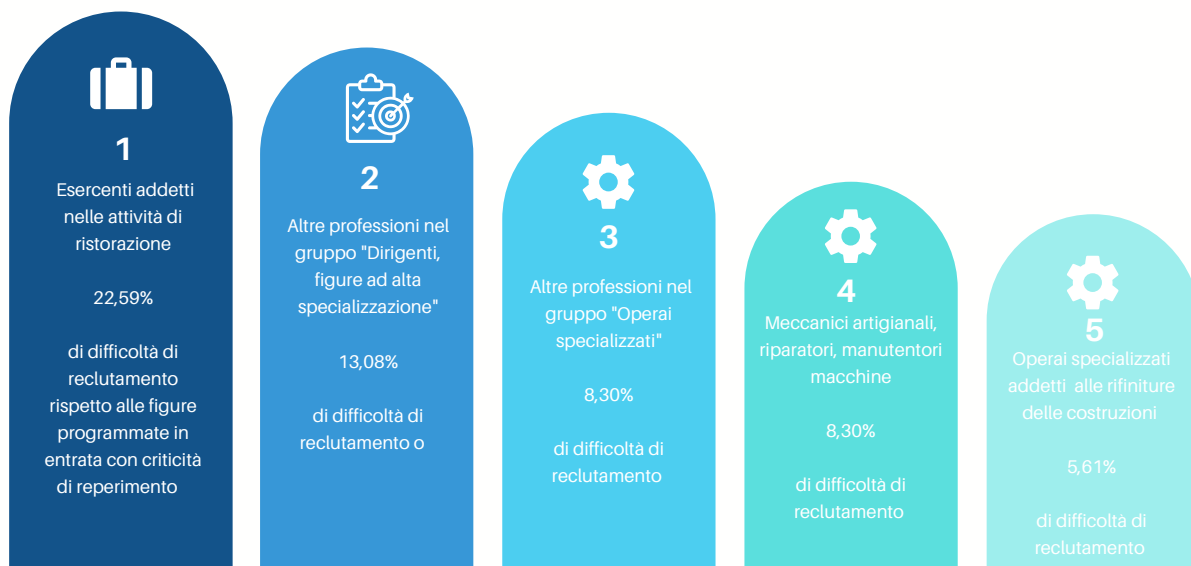 1
Esercenti addetti
nelle attività di
ristorazione
22,59%
di difficoltà di
reclutamento
rispetto alle figure
programmate in
entrata con criticità
di reperimento
2
Altre professioni nel
gruppo "Dirigenti,
figure ad alta
specializzazione"
13,08%
di difficoltà di
reclutamento o
3
Altre professioni nel
gruppo "Operai
specializzati"
8,30%
di difficoltà di
reclutamento
4
Meccanici artigianali,
riparatori, manutentori
macchine
8,30%
di difficoltà di
reclutamento
5
Operai specializzati
addetti alle rifiniture
delle costruzioni
5,61%
di difficoltà di
reclutamento